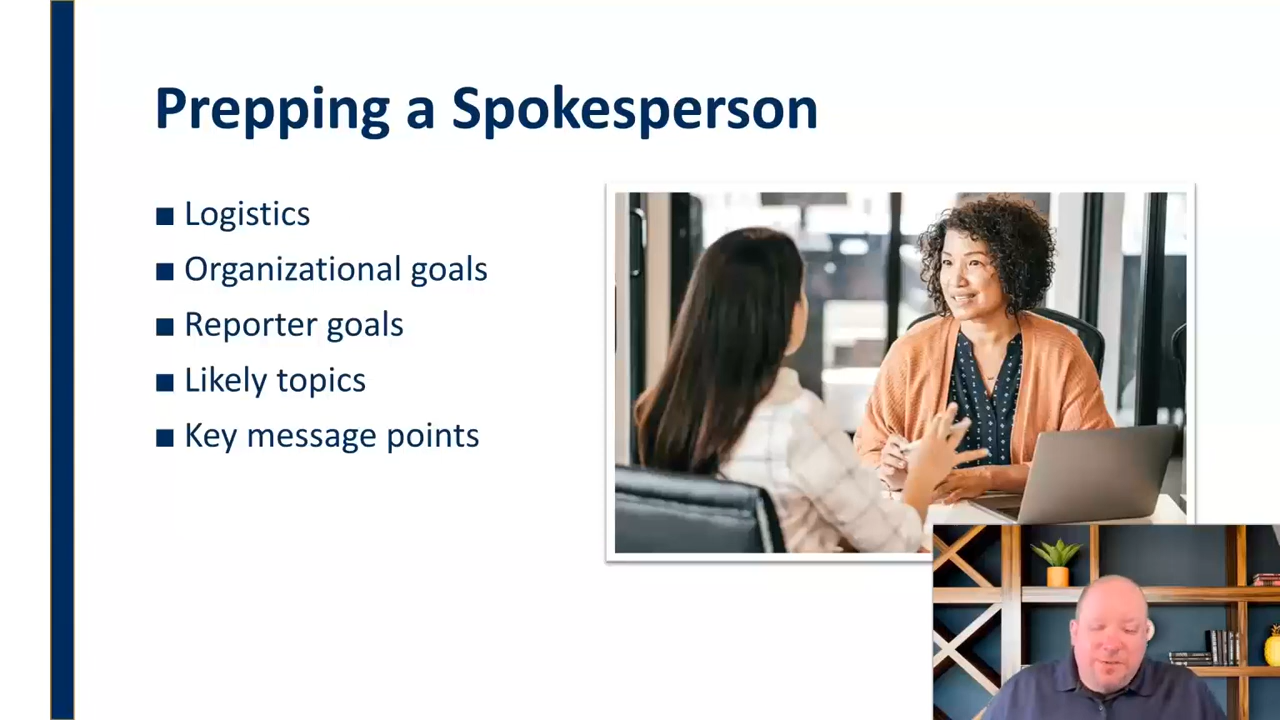 Prepping a Spokesperson
■ Logistics
■ Organizational goals
■ Reporter goals
■ Likely topics
■ Key message points